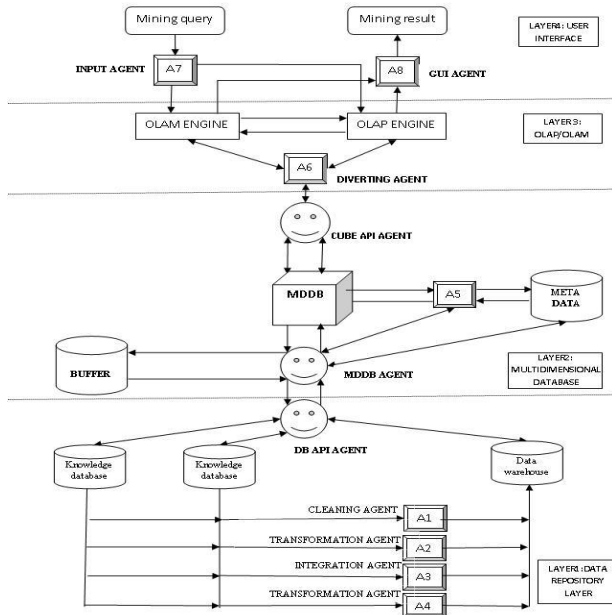 Mining query
Mining result
LAYER4: USER
INTERFACE
INPUT AGENT
A7
A8
GUI AGENT
OLAM ENGINE
OLAP ENGINE
LAYER3:
OLAP/OLAM
A6
DIVERTING AGENT
CUBE API AGENT
MDDB
A5
META
DATA
BUFFER
MDDB AGENT
LAYER2:
MULTIDIMENSIONAL
DATABASE
DB API AGENT
Knowledge
database
Knowledge
database
Data
warehouse
CLEANING AGENT
A1
TRANSFORMATION AGENT
A2
INTEGRATION AGENT
A3
TRANSFORMATION AGENT
A4
LAYER1:DATA
REPOSITORY
LAYER